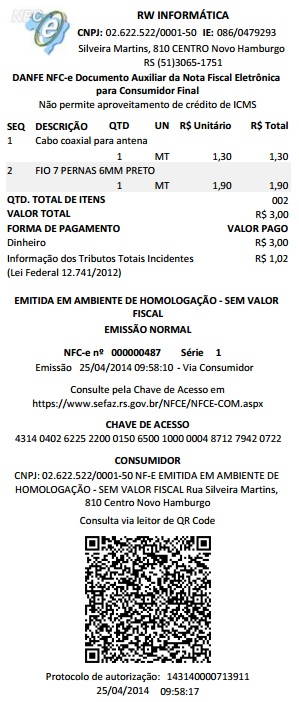 NFC-e
RW INFORMÁTICA
CNPJ: 02.622.522/0001-50 IE: 086/0479293
Silveira Martins, 810 CENTRO Novo Hamburgo
RS (51)3065-1751
DANFE NFC-e Documento Auxiliar da Nota Fiscal Eletrônica
para Consumidor Final
Não permite aproveitamento de crédito de ICMS
SEQ DESCRIÇÃO QTD UN R$ Unitário R$ Total
1 Cabo coaxial para antena
1 MT 1,30 1,30
2 FIO 7 PERNAS 6MM PRETO
1 MT 1,90 1,90
QTD. TOTAL DE ITENS 002
VALOR TOTAL R$ 3,00
FORMA DE PAGAMENTO VALOR PAGO
Dinheiro R$ 3,00
Informação dos Tributos Totais Incidentes R$ 1,02
(Lei Federal 12.741/2012)
EMITIDA EM AMBIENTE DE HOMOLOGAÇÃO - SEM VALOR
FISCAL
EMISSÃO NORMAL
NFC-e nº 000000487 Série 1
Emissão 25/04/2014 09:58:10 - Via Consumidor
Consulte pela Chave de Acesso em
https://www.sefaz.rs.gov.br/NFCE/NFCE-COM.aspx
CHAVE DE ACESSO
4314 0402 6225 2200 0150 6500 1000 0004 8712 7942 0722
CONSUMIDOR
CNPJ: 02.622.522/0001-50 NF-E EMITIDA EM AMBIENTE DE
HOMOLOGAÇÃO - SEM VALOR FISCAL Rua Silveira Martins,
810 Centro Novo Hamburgo
Consulta via leitor de QR Code
Protocolo de autorização: 143140000713911
25/04/2014 09:58:17